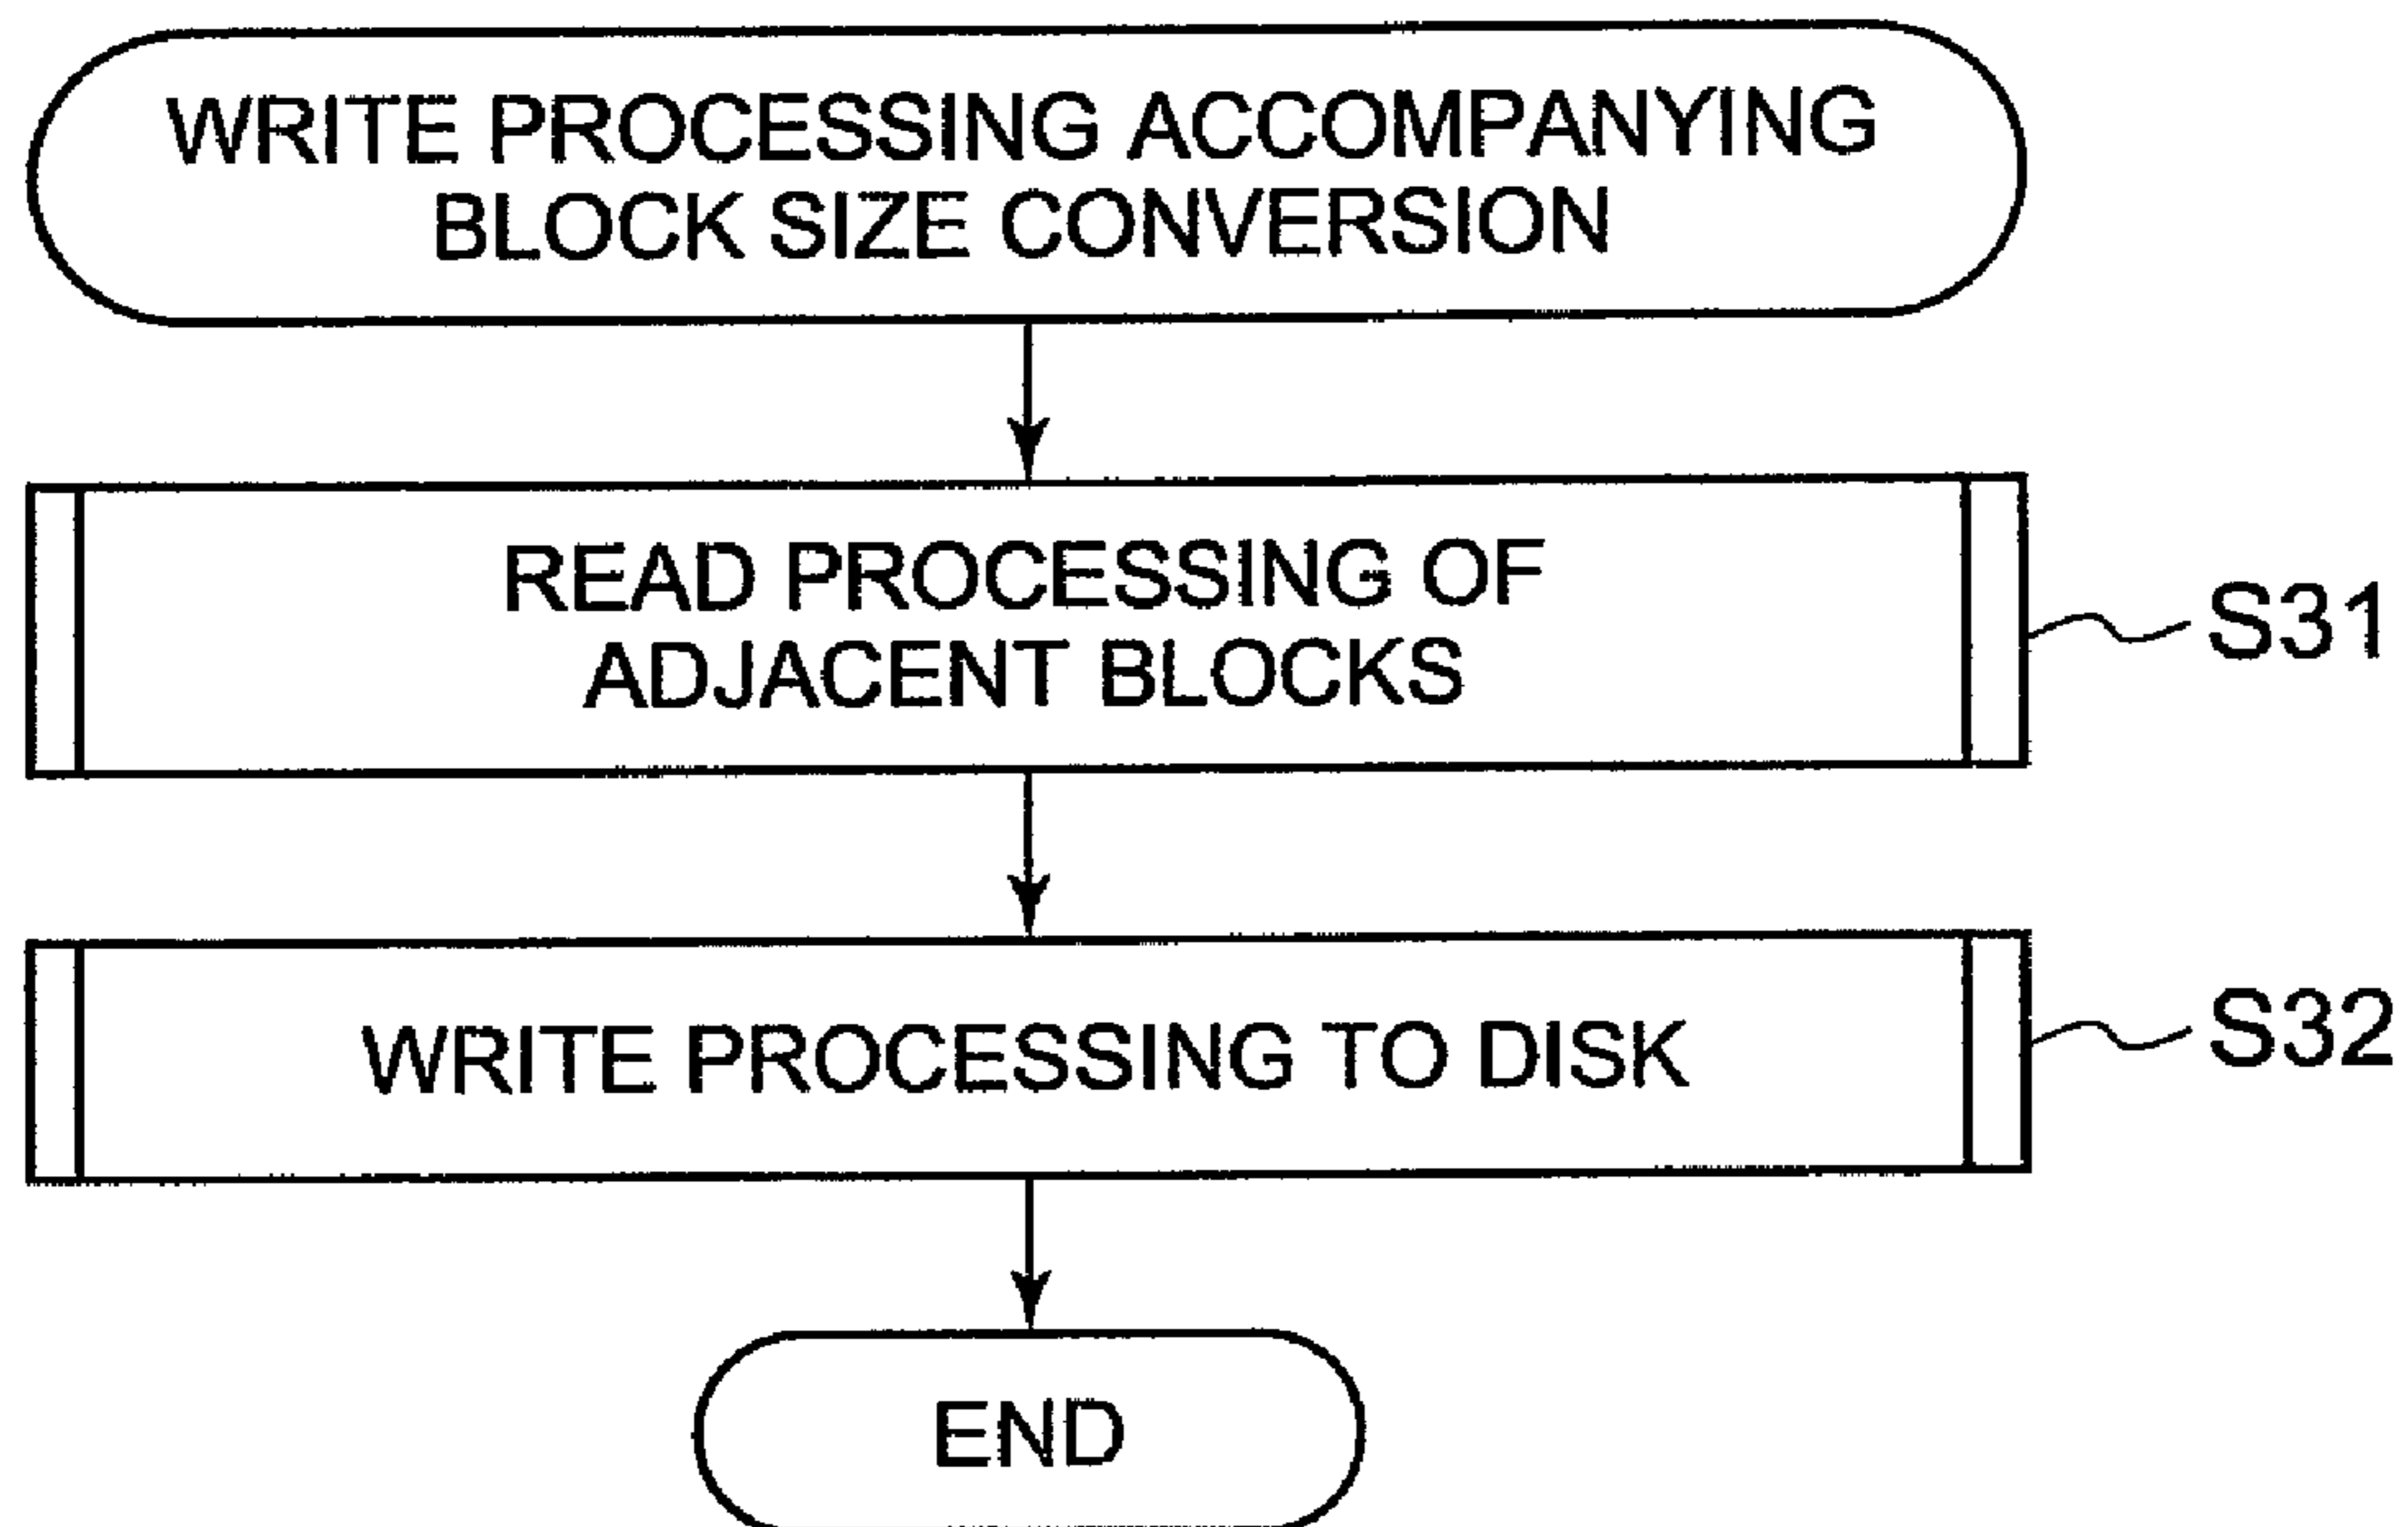 WRITE PROCESSING ACCOMPANYING
BLOCK SIZE CONVERSION
READ PROCESSING OF
ADJACENT BLOCKS
S31
WRITE PROCESSING TO DISK
S32
END